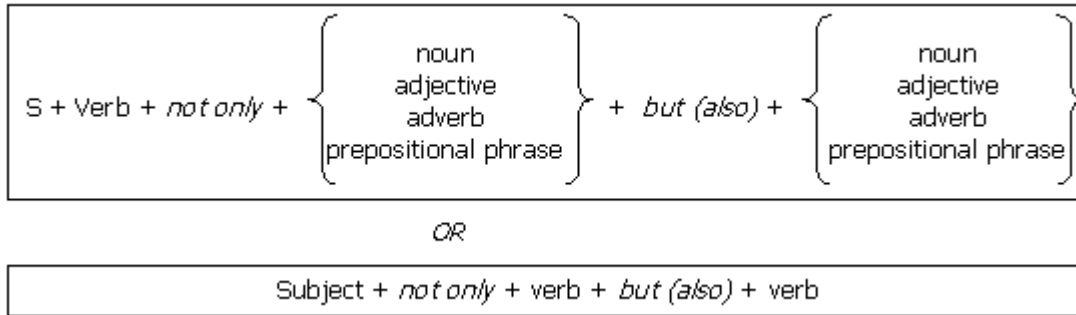 noun noun
adjective adjective
S + Verb + not only + adverb + but (also) + adverb
prepositional phrase prepositional phrase
OR
Subject + not only + verb + but (also) + verb